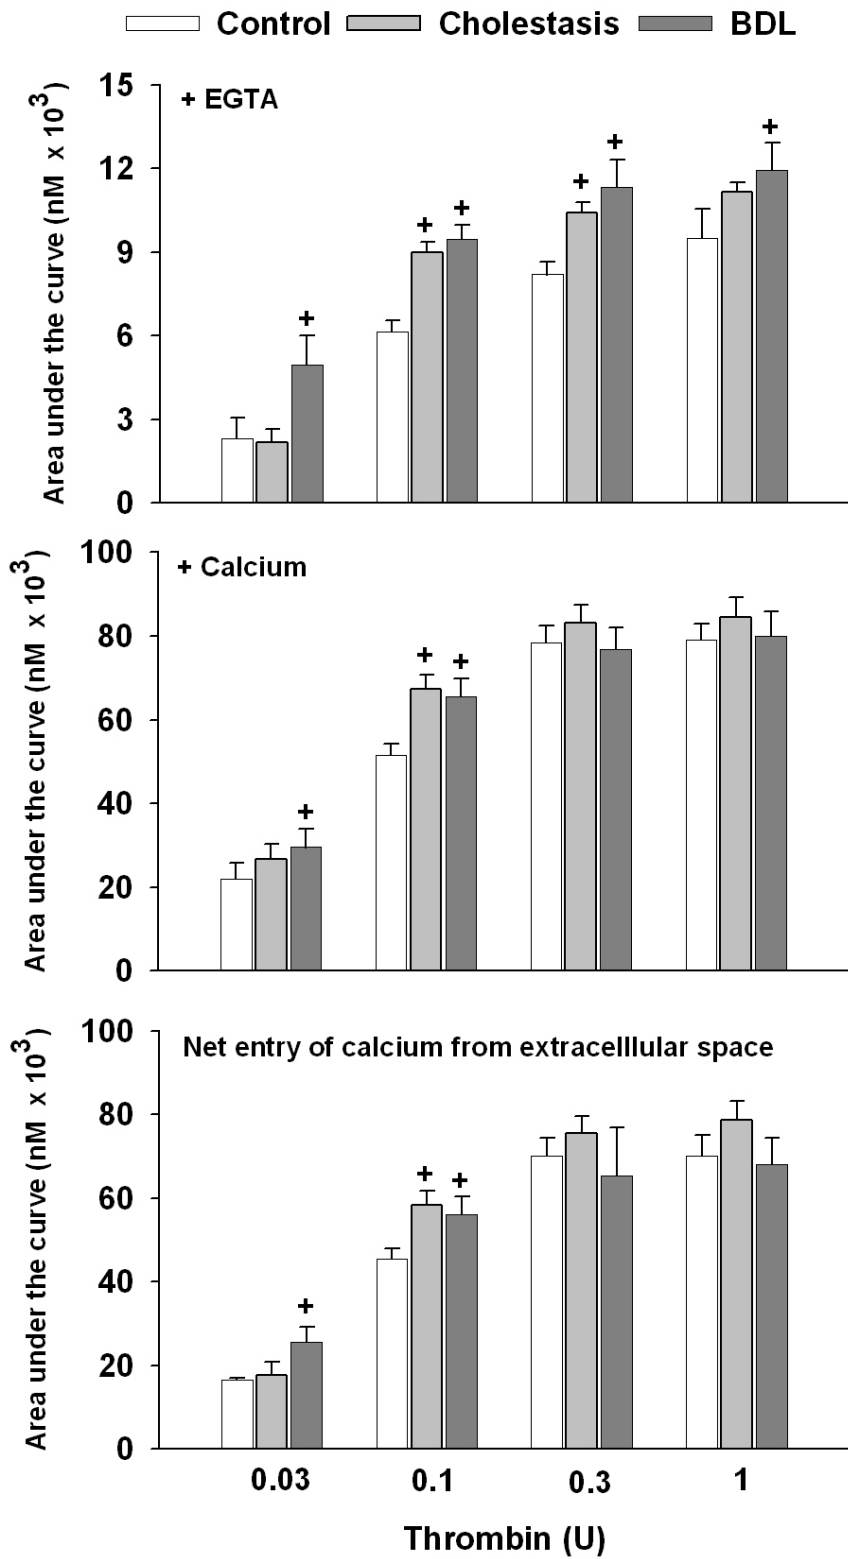 Control Cholestasis BDL
Area under the curve (nM x 10³)
+ EGTA
15
12
9
6
3
0
+
+ +
+ +
+
Area under the curve (nM x 10³)
+ Calcium
100
80
60
40
20
0
+
+ +
Area under the curve (nM x 10³)
Net entry of calcium from extracelllular space
100
80
60
40
20
0
+
+ +
0.03 0.1 0.3 1
Thrombin (U)